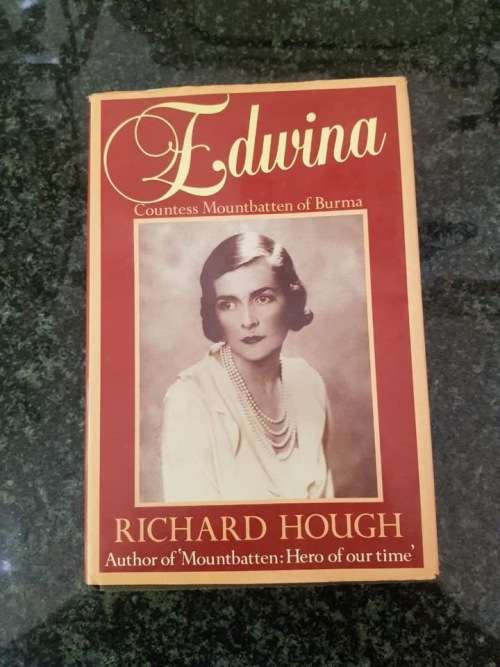 Edwina
Countess Mountbatten of Burma
RICHARD HOUGH
Author of 'Mountbatten: Hero of our time'